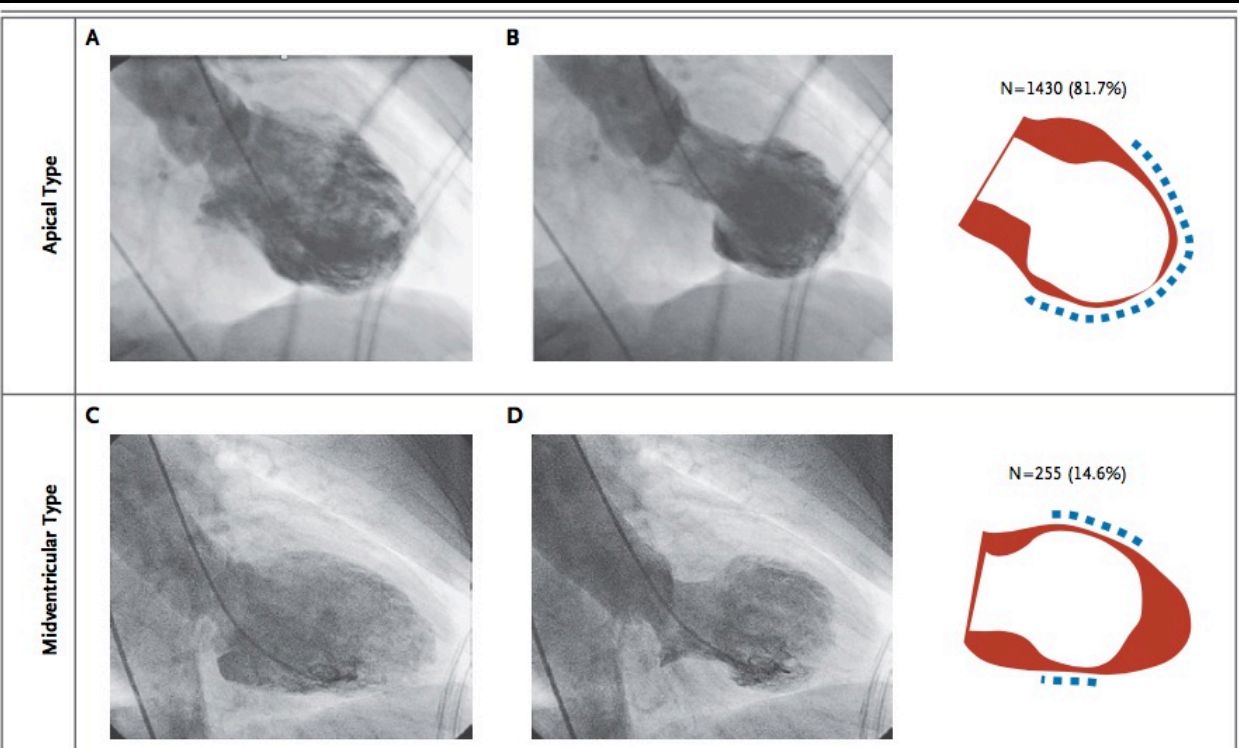 A
B
N=1430 (81.7%)
Apical Type
C
D
N=255 (14.6%)
Midventricular Type